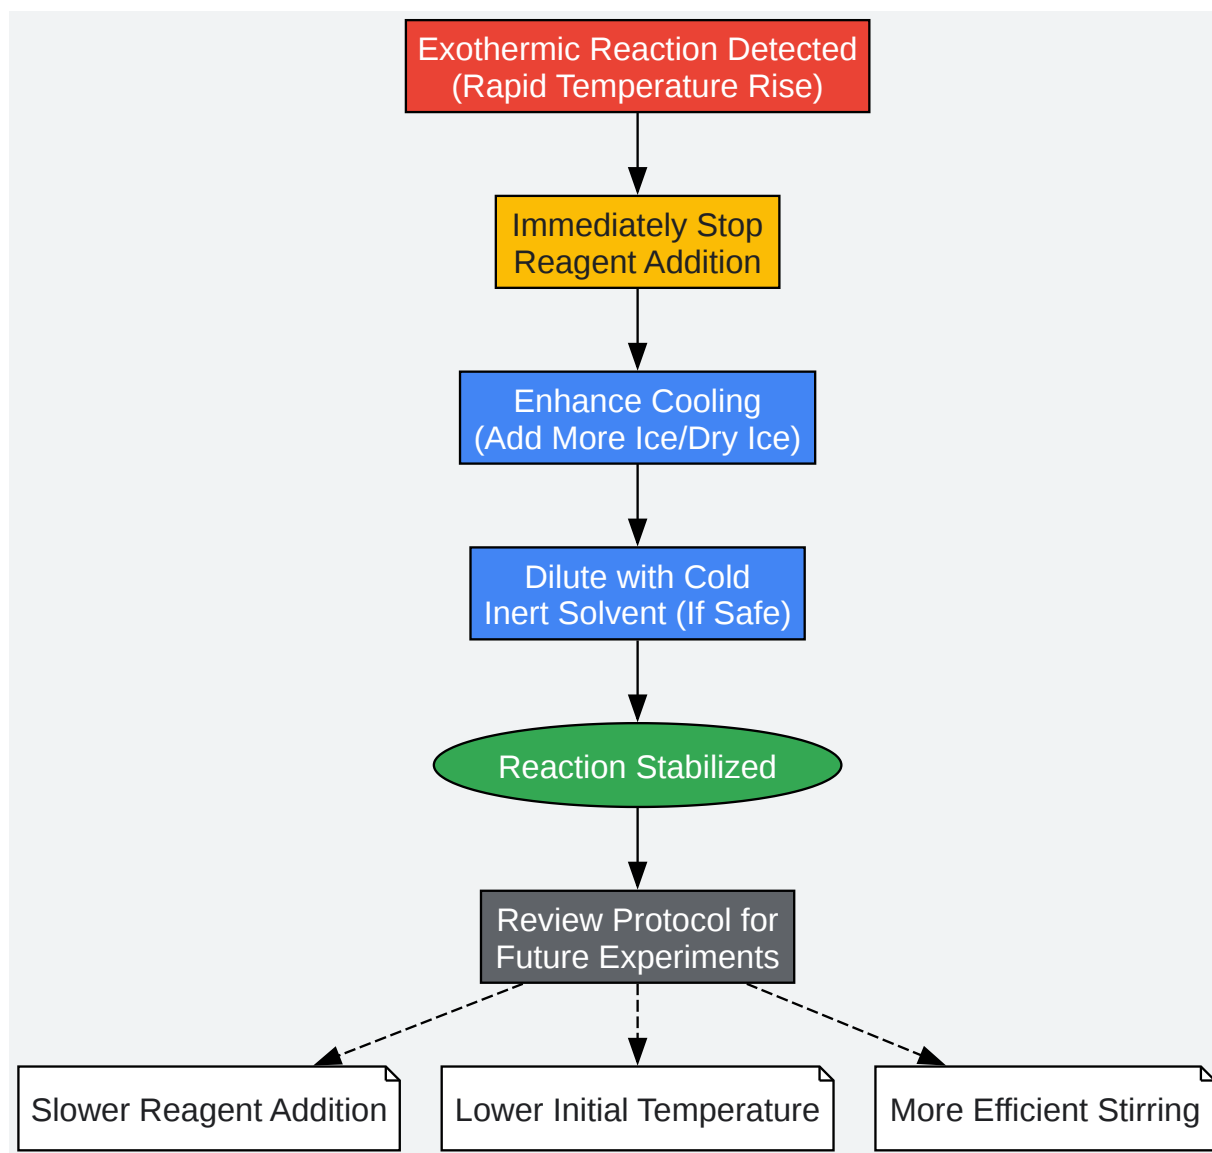 Exothermic Reaction Detected
(Rapid Temperature Rise)
Immediately Stop
Reagent Addition
Enhance Cooling
(Add More Ice/Dry Ice)
Dilute with Cold
Inert Solvent (If Safe)
Reaction Stabilized
Review Protocol for
Future Experiments
Slower Reagent Addition
Lower Initial Temperature
More Efficient Stirring